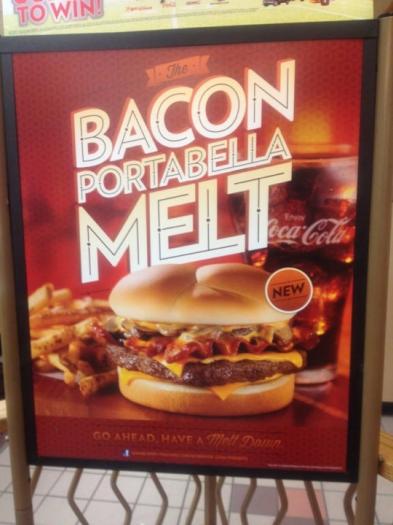 TO WIN!
The
BACON
PORTABELLA
MELT
ENJOY
Coca-Cola
NEW
GO AHEAD, HAVE A Melt Down.